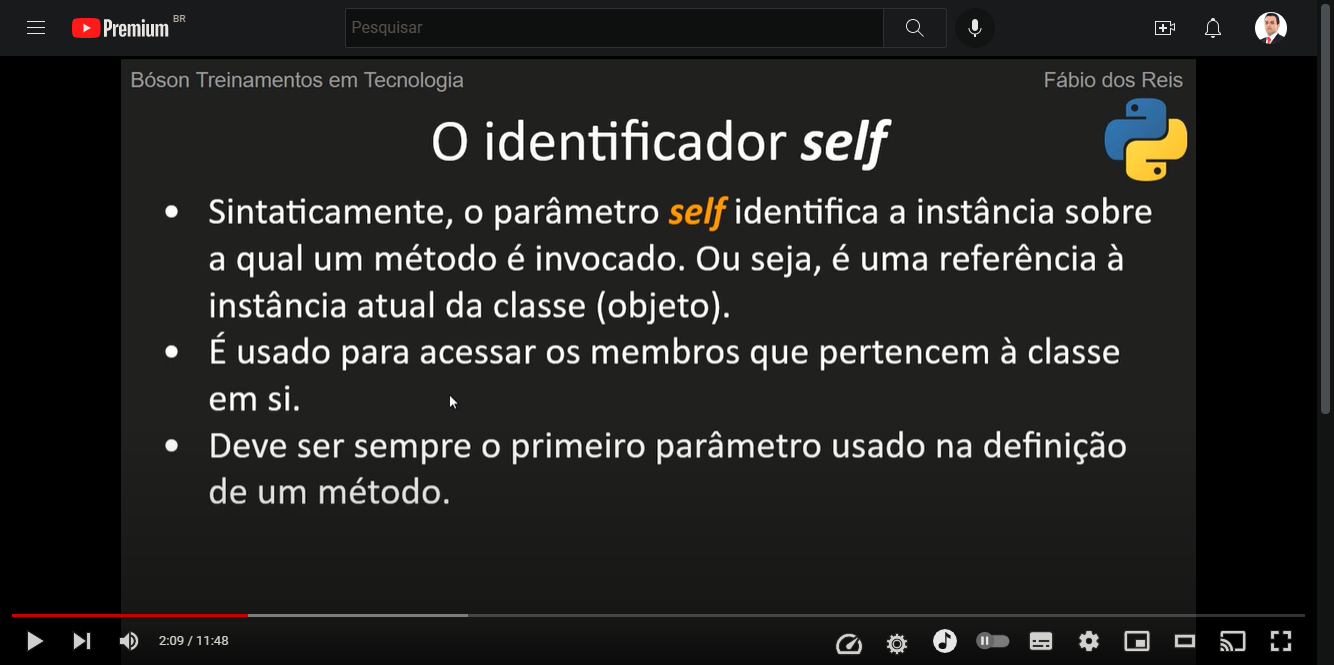 Premium BR
Pesquisar
Bóson Treinamentos em Tecnologia
Fábio dos Reis
O identificador self
• Sintaticamente, o parâmetro self identifica a instância sobre
a qual um método é invocado. Ou seja, é uma referência à
instância atual da classe (objeto).
• É usado para acessar os membros que pertencem à classe
em si.
• Deve ser sempre o primeiro parâmetro usado na definição
de um método.
2:09 / 11:48